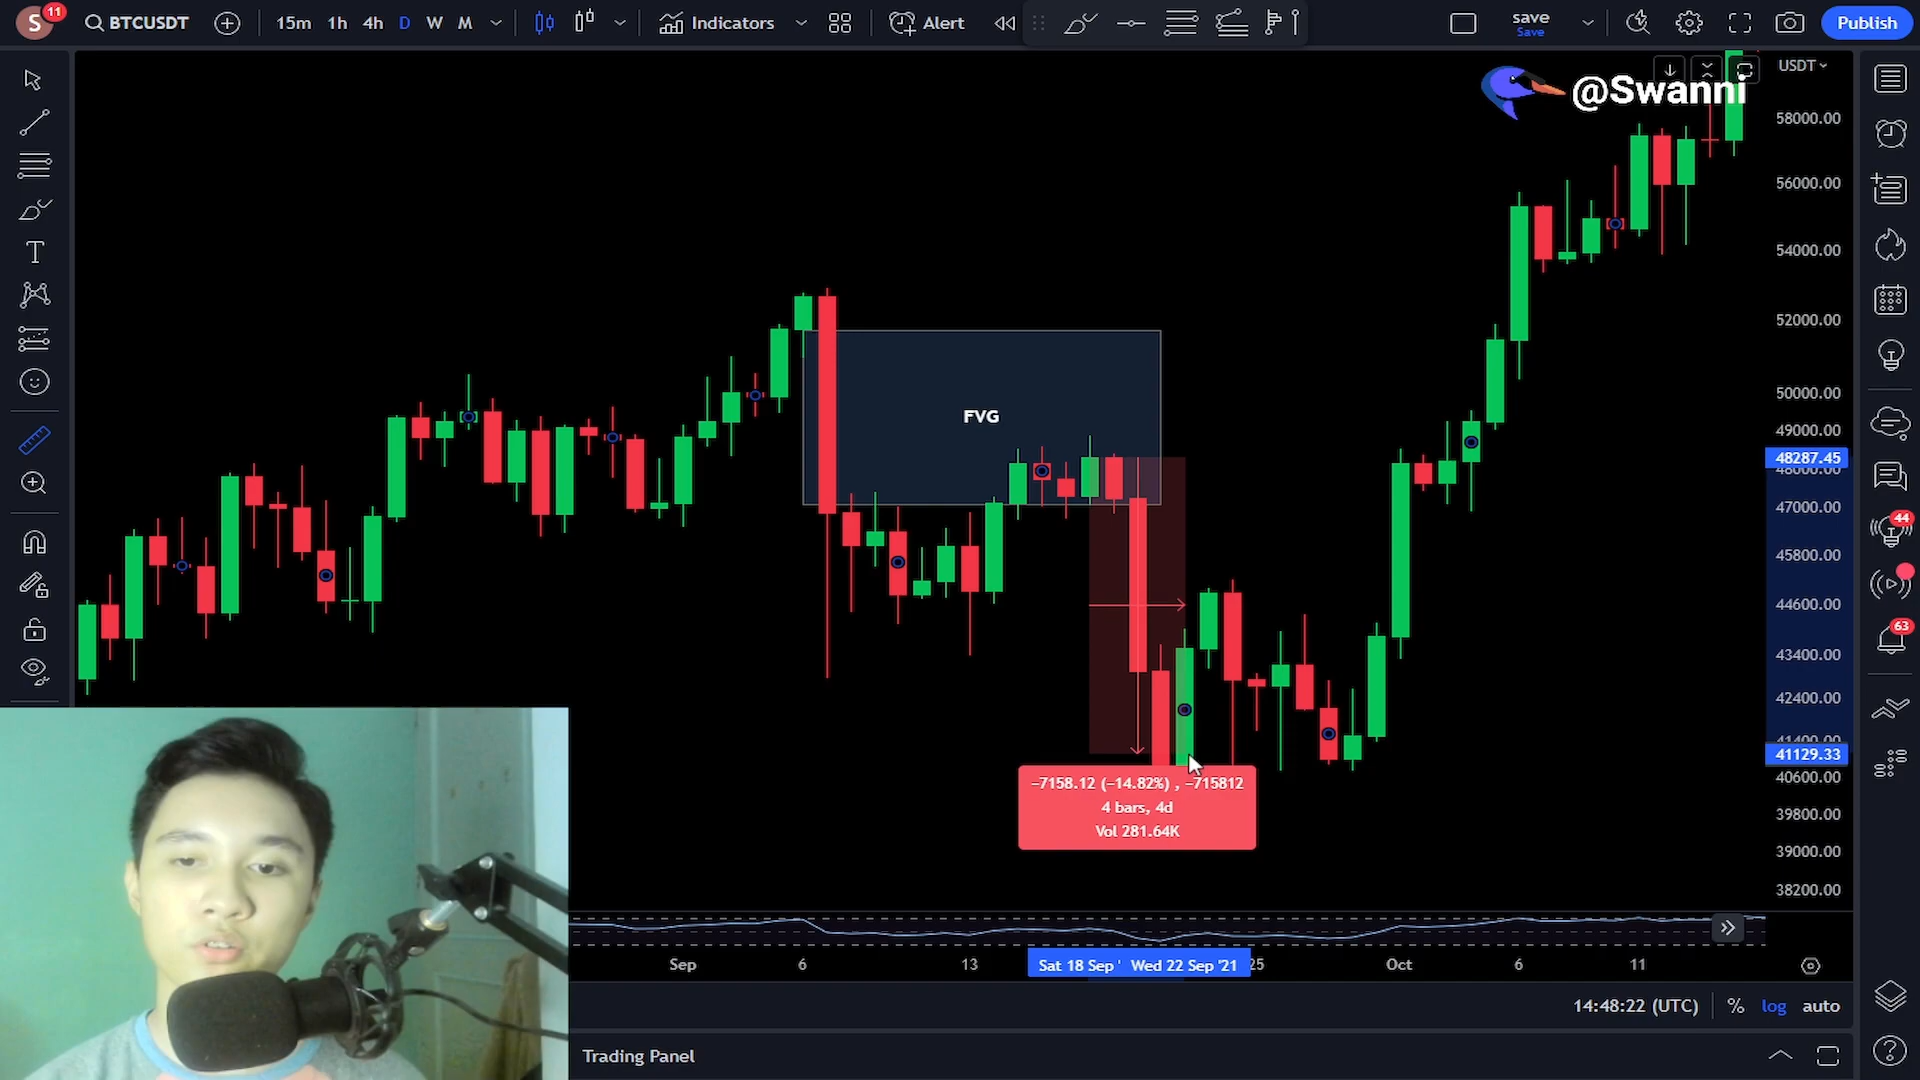 S 11 BTCUSDT 15m 1h 4h D W M Indicators Alert save Publish
Save
USDT
@Swanni
58000.00
56000.00
54000.00
52000.00
50000.00
49000.00
48287.45
47000.00
45800.00
44600.00
43400.00
42400.00
41129.33
40600.00
39800.00
39000.00
38200.00
FVG
−7158.12 (−14.82%) , −715812
4 bars, 4d
Vol 281.64K
44
63
Sep 6 13 Sat 18 Sep ' Wed 22 Sep '21 25 Oct 6 11
14:48:22 (UTC) % log auto
Trading Panel